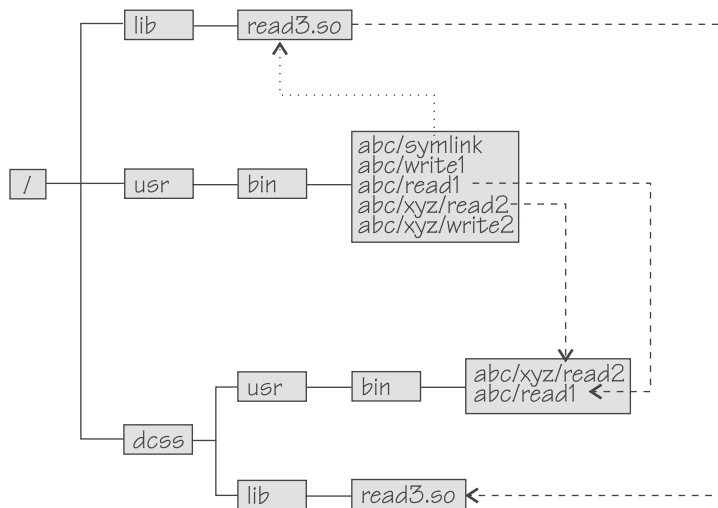 lib
read3.so
/
usr
bin
abc/symlink
abc/write1
abc/read1
abc/xyz/read2
abc/xyz/write2
usr
bin
abc/xyz/read2
abc/read1
dcss
lib
read3.so